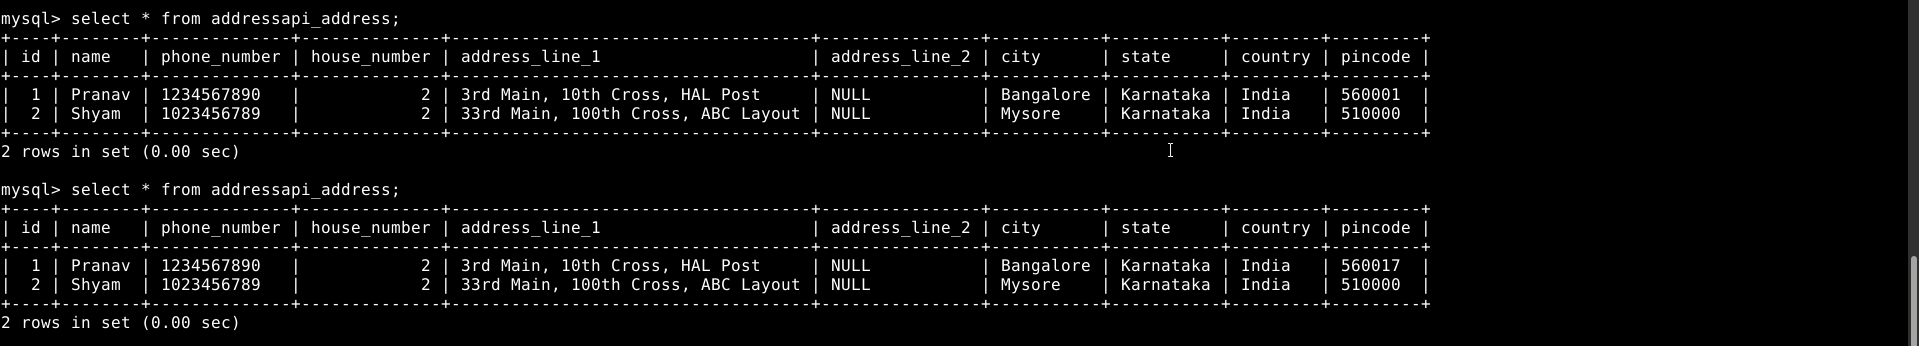 mysql> select * from addressapi_address;
+----+--------+--------------+--------------+------------------------------------+----------------+-----------+-----------+---------+---------+
| id | name   | phone_number | house_number | address_line_1                     | address_line_2 | city      | state     | country | pincode |
+----+--------+--------------+--------------+------------------------------------+----------------+-----------+-----------+---------+---------+
|  1 | Pranav | 1234567890   |            2 | 3rd Main, 10th Cross, HAL Post     | NULL           | Bangalore | Karnataka | India   | 560001  |
|  2 | Shyam  | 1023456789   |            2 | 33rd Main, 100th Cross, ABC Layout | NULL           | Mysore    | Karnataka | India   | 510000  |
+----+--------+--------------+--------------+------------------------------------+----------------+-----------+-----------+---------+---------+
2 rows in set (0.00 sec)
mysql> select * from addressapi_address;
+----+--------+--------------+--------------+------------------------------------+----------------+-----------+-----------+---------+---------+
| id | name   | phone_number | house_number | address_line_1                     | address_line_2 | city      | state     | country | pincode |
+----+--------+--------------+--------------+------------------------------------+----------------+-----------+-----------+---------+---------+
|  1 | Pranav | 1234567890   |            2 | 3rd Main, 10th Cross, HAL Post     | NULL           | Bangalore | Karnataka | India   | 560017  |
|  2 | Shyam  | 1023456789   |            2 | 33rd Main, 100th Cross, ABC Layout | NULL           | Mysore    | Karnataka | India   | 510000  |
+----+--------+--------------+--------------+------------------------------------+----------------+-----------+-----------+---------+---------+
2 rows in set (0.00 sec)